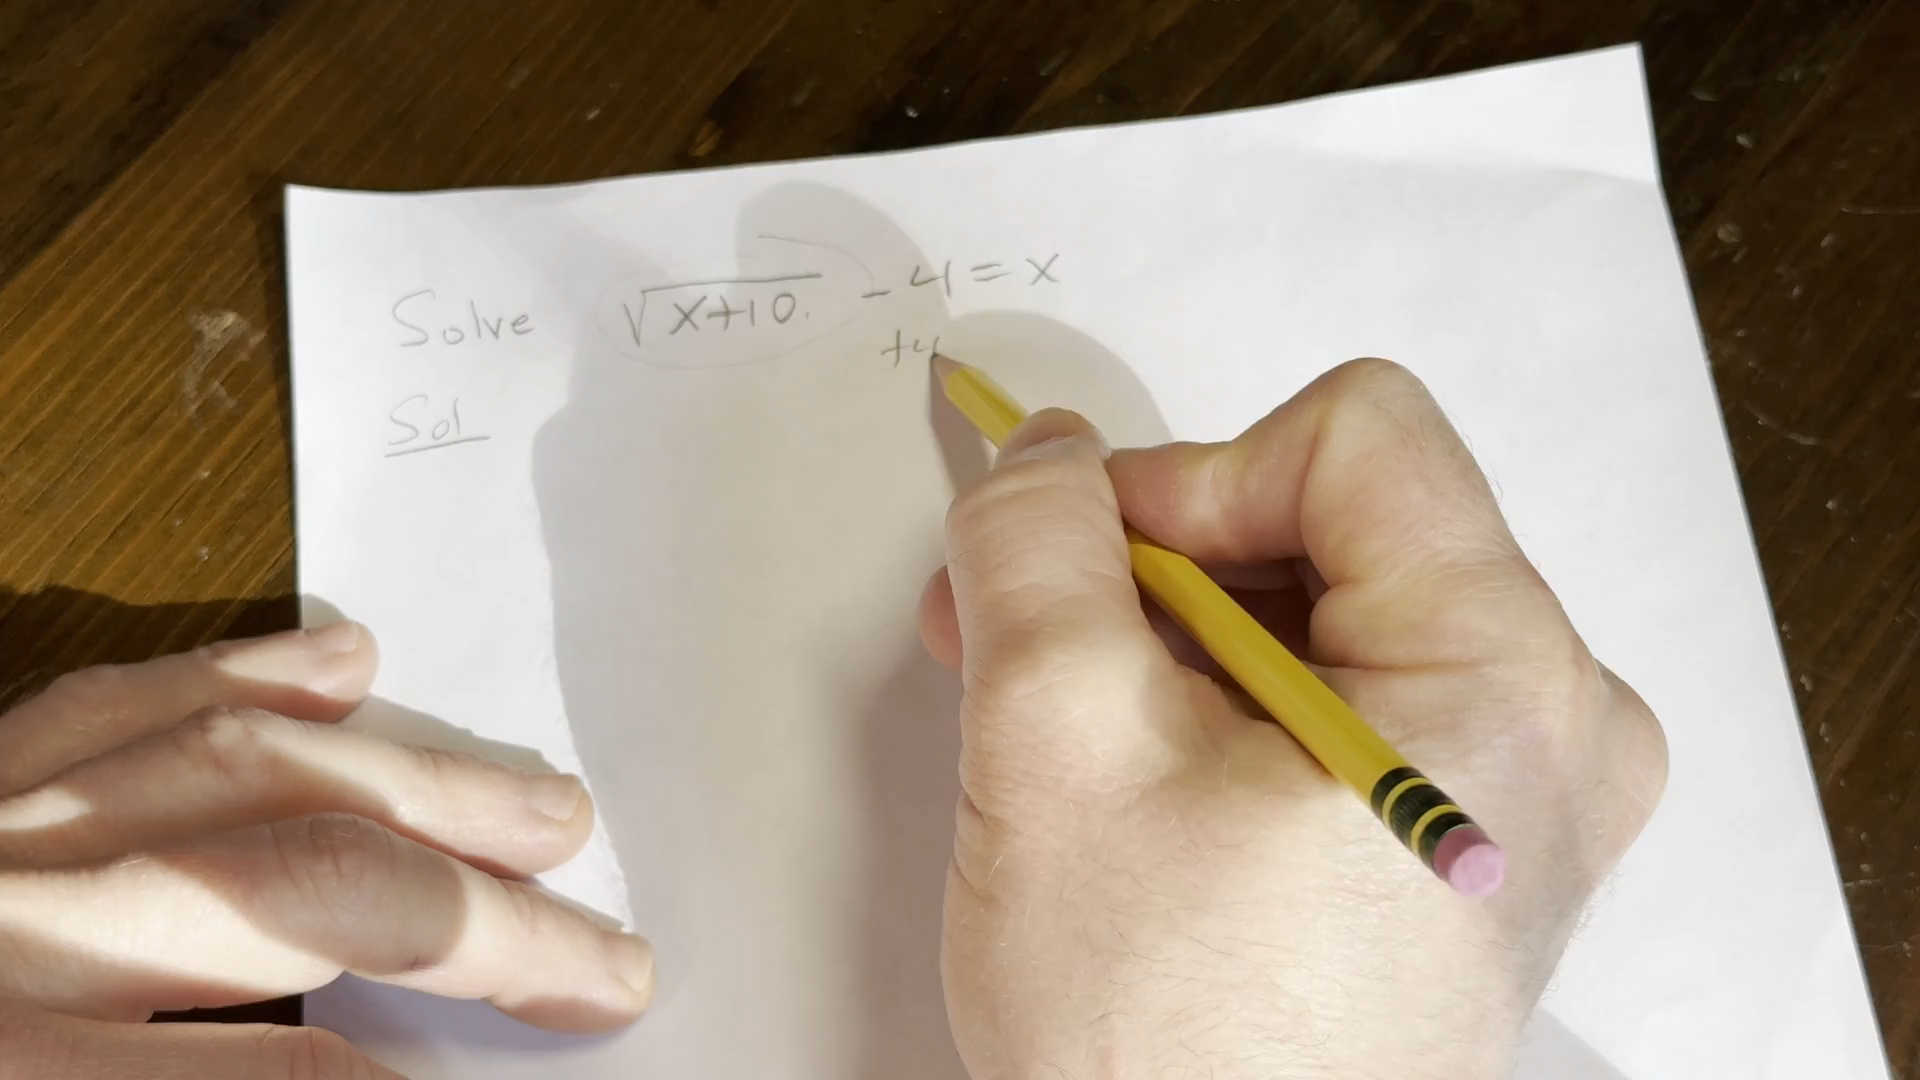 Solve √x+10 - 4 = x
+4
Sol